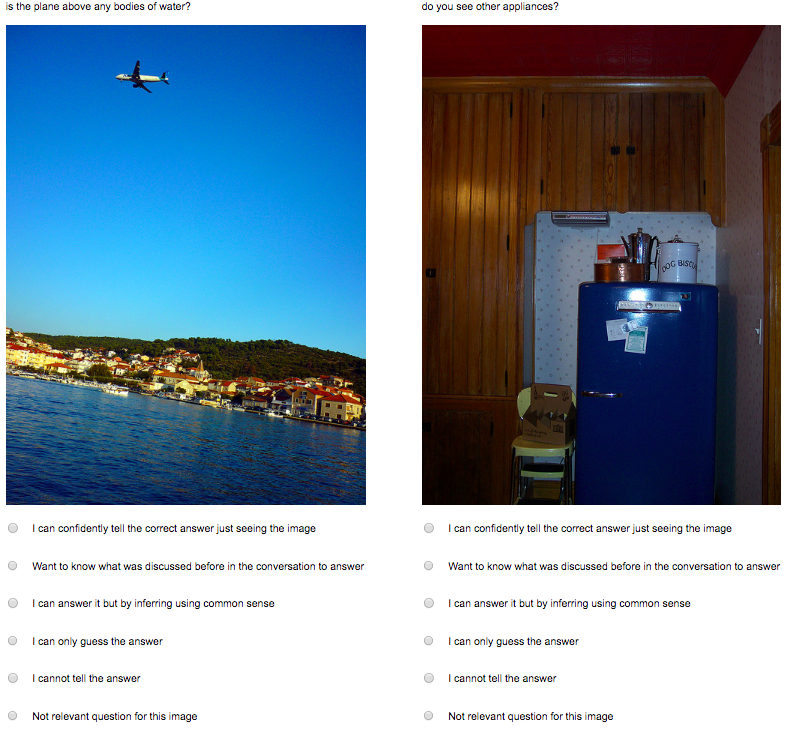 is the plane above any bodies of water?
do you see other appliances?
DOG BISCU
I can confidently tell the correct answer just seeing the image
Want to know what was discussed before in the conversation to answer
I can answer it but by inferring using common sense
I can only guess the answer
I cannot tell the answer
Not relevant question for this image
I can confidently tell the correct answer just seeing the image
Want to know what was discussed before in the conversation to answer
I can answer it but by inferring using common sense
I can only guess the answer
I cannot tell the answer
Not relevant question for this image